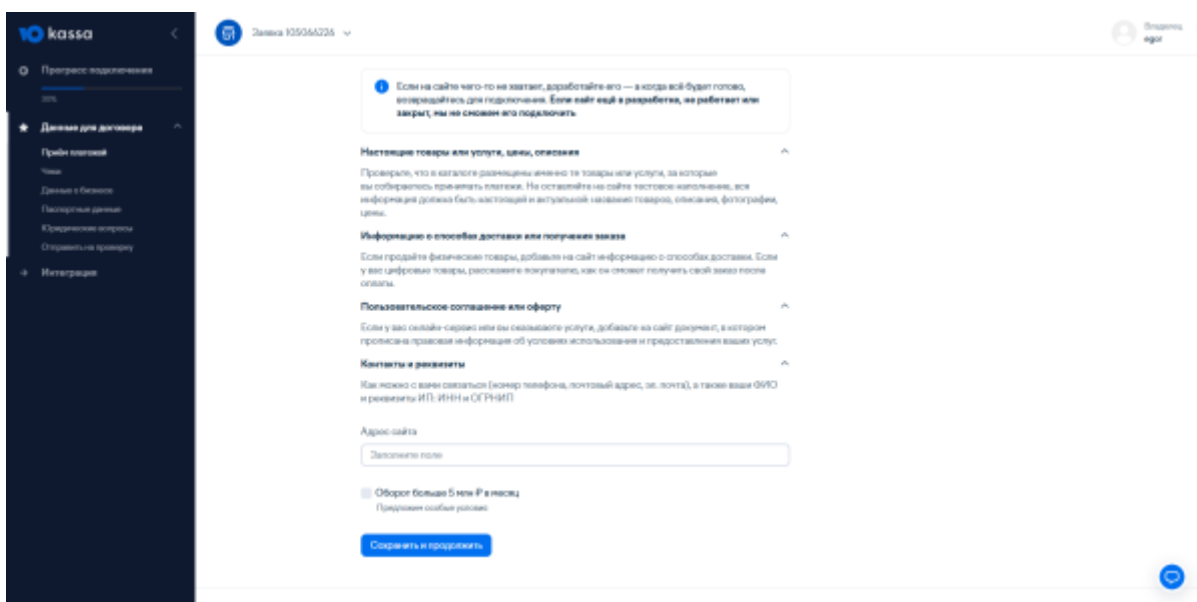 Ю kassa
Заявка 105066226
Владелец
egor
Прогресс подключения
20%
Данные для договора
Приём платежей
Чеки
Данные о бизнесе
Паспортные данные
Юридические вопросы
Отправить на проверку
Интеграция
Если на сайте чего-то не хватает, доработайте его — а когда всё будет готово,
возвращайтесь для подключения. Если сайт ещё в разработке, не работает или
закрыт, мы не сможем его подключить
Настоящие товары или услуги, цены, описания
Проверьте, что в каталоге размещены именно те товары или услуги, за которые
вы собираетесь принимать платежи. Не оставляйте на сайте тестовое наполнение, вся
информация должна быть настоящей и актуальной: названия товаров, описания, фотографии,
цены.
Информацию о способах доставки или получения заказа
Если продаёте физические товары, добавьте на сайт информацию о способах доставки. Если
у вас цифровые товары, расскажите покупателю, как он сможет получить свой заказ после
оплаты.
Пользовательское соглашение или оферту
Если у вас онлайн-сервис или вы оказываете услуги, добавьте на сайт документ, в котором
прописана правовая информация об условиях использования и предоставления ваших услуг.
Контакты и реквизиты
Как можно с вами связаться (номер телефона, почтовый адрес, эл. почта), а также ваше ФИО
и реквизиты ИП: ИНН и ОГРНИП
Адрес сайта
Заполните поле
Оборот больше 5 млн ₽ в месяц
Предложим особые условия
Сохранить и продолжить